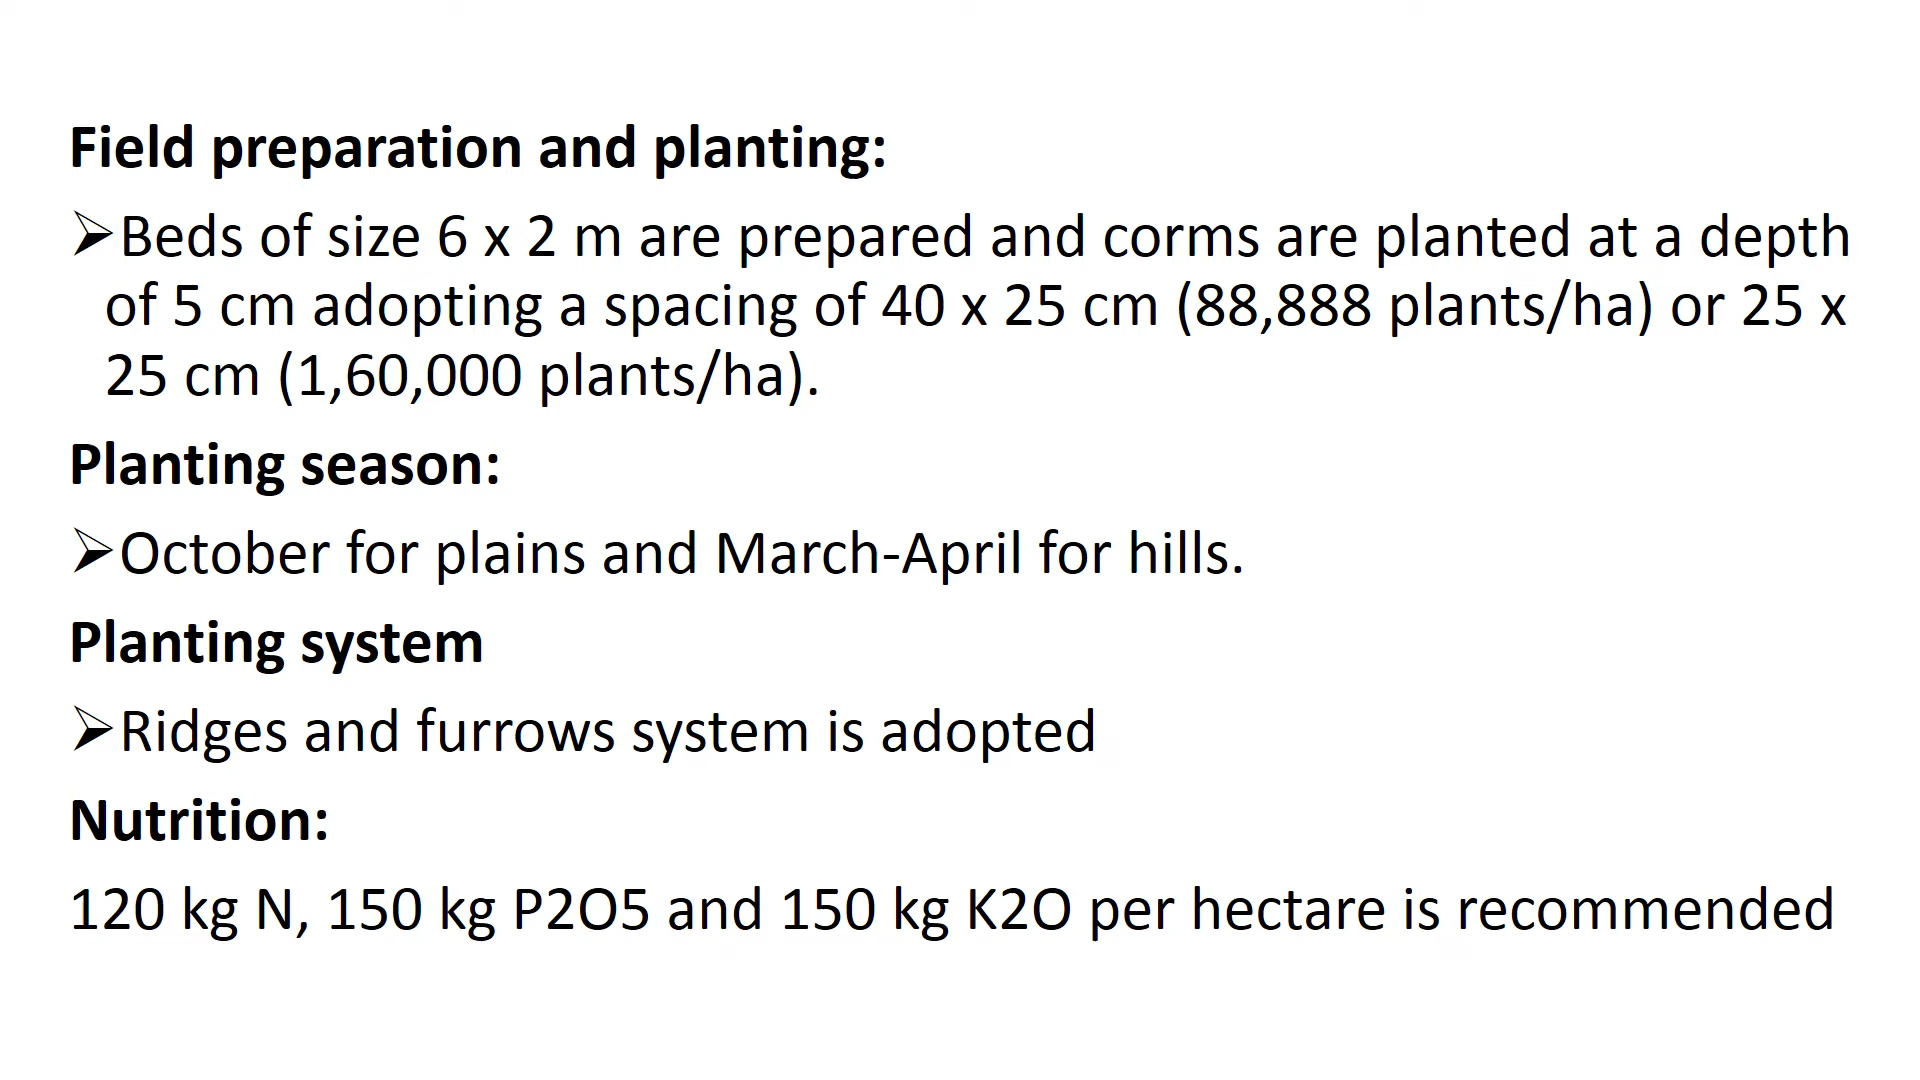 Field preparation and planting:
➢Beds of size 6 x 2 m are prepared and corms are planted at a depth
of 5 cm adopting a spacing of 40 x 25 cm (88,888 plants/ha) or 25 x
25 cm (1,60,000 plants/ha).
Planting season:
➢October for plains and March-April for hills.
Planting system
➢Ridges and furrows system is adopted
Nutrition:
120 kg N, 150 kg P2O5 and 150 kg K2O per hectare is recommended